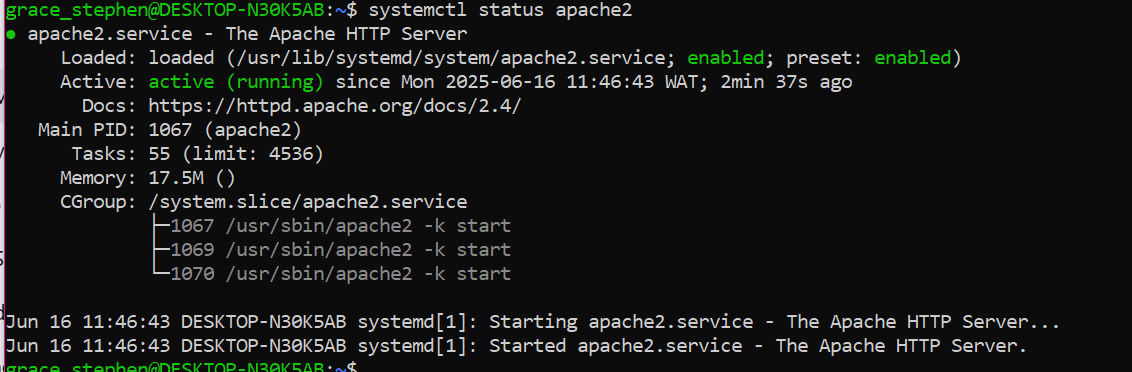 grace_stephen@DESKTOP-N30K5AB:~$ systemctl status apache2
● apache2.service - The Apache HTTP Server
     Loaded: loaded (/usr/lib/systemd/system/apache2.service; enabled; preset: enabled)
     Active: active (running) since Mon 2025-06-16 11:46:43 WAT; 2min 37s ago
       Docs: https://httpd.apache.org/docs/2.4/
   Main PID: 1067 (apache2)
      Tasks: 55 (limit: 4536)
     Memory: 17.5M ()
     CGroup: /system.slice/apache2.service
             ├─1067 /usr/sbin/apache2 -k start
             ├─1069 /usr/sbin/apache2 -k start
             └─1070 /usr/sbin/apache2 -k start
Jun 16 11:46:43 DESKTOP-N30K5AB systemd[1]: Starting apache2.service - The Apache HTTP Server...
Jun 16 11:46:43 DESKTOP-N30K5AB systemd[1]: Started apache2.service - The Apache HTTP Server.
grace_stephen@DESKTOP-N30K5AB:~$